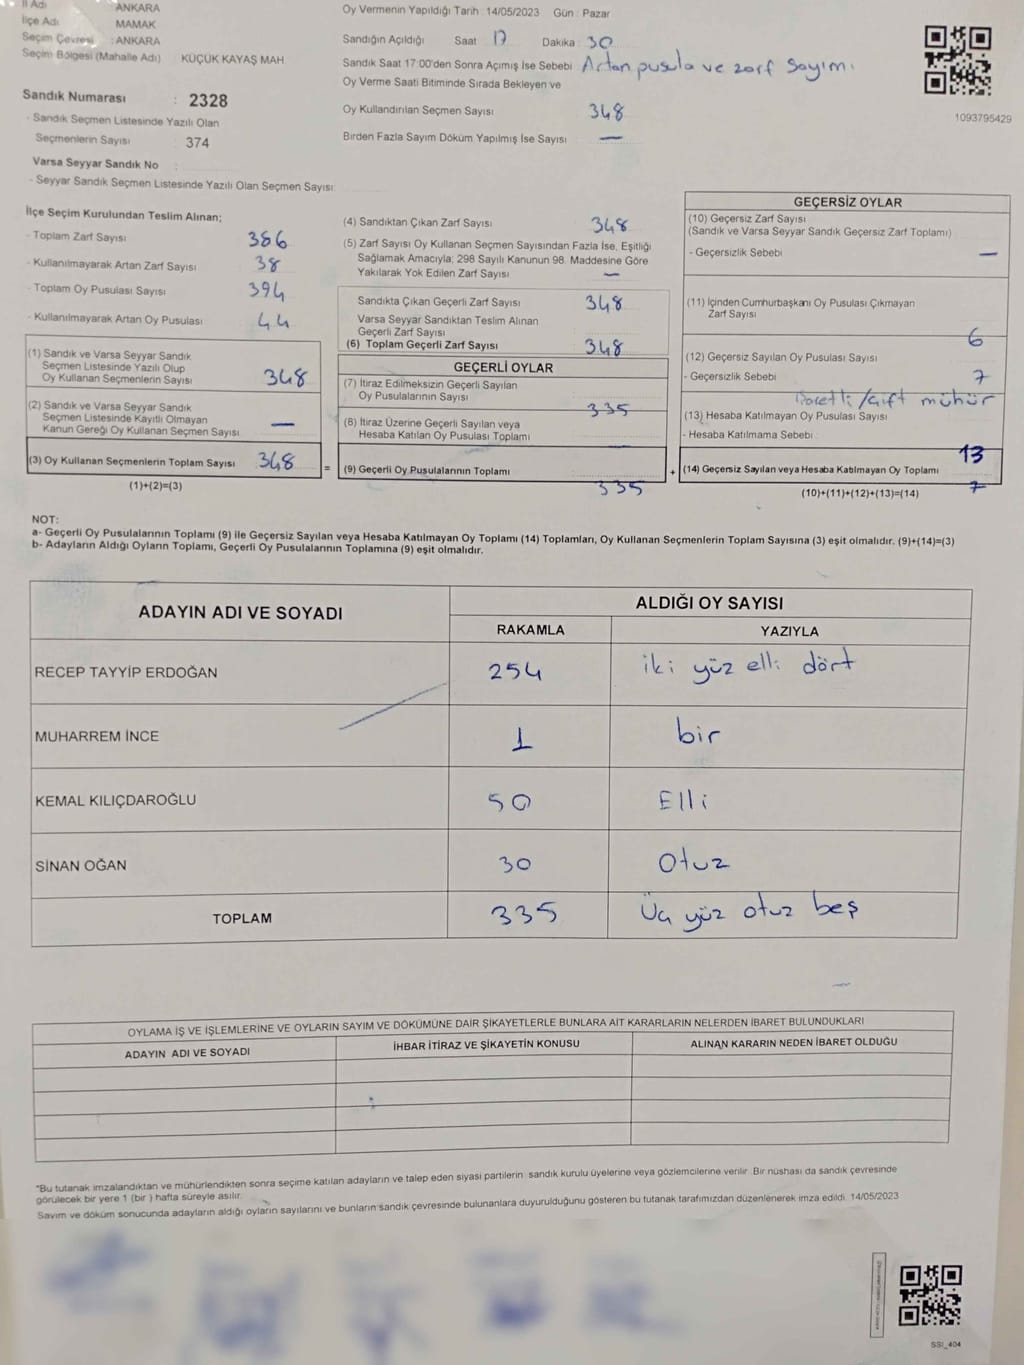 İl Adı ANKARA
İlçe Adı MAMAK
Seçim Çevresi : ANKARA
Seçim Bölgesi (Mahalle Adı) KÜÇÜK KAYAŞ MAH
Sandık Numarası : 2328
- Sandık Seçmen Listesinde Yazılı Olan
Seçmenlerin Sayısı 374
Varsa Seyyar Sandık No :
- Seyyar Sandık Seçmen Listesinde Yazılı Olan Seçmen Sayısı:
Oy Vermenin Yapıldığı Tarih : 14/05/2023 Gün : Pazar
Sandığın Açıldığı Saat 17 Dakika : 30
Sandık Saat 17:00'den Sonra Açılmış İse Sebebi Artan pusula ve zarf sayımı
Oy Verme Saati Bitiminde Sırada Bekleyen ve
Oy Kullandırılan Seçmen Sayısı 348
Birden Fazla Sayım Döküm Yapılmış İse Sayısı —
1093795429
İlçe Seçim Kurulundan Teslim Alınan;
- Toplam Zarf Sayısı 386
- Kullanılmayarak Artan Zarf Sayısı 38
- Toplam Oy Pusulası Sayısı 394
- Kullanılmayarak Artan Oy Pusulası 44
(1) Sandık ve Varsa Seyyar Sandık
Seçmen Listesinde Yazılı Olup
Oy Kullanan Seçmenlerin Sayısı 348
(2) Sandık ve Varsa Seyyar Sandık
Seçmen Listesinde Kayıtlı Olmayan
Kanun Gereği Oy Kullanan Seçmen Sayısı —
(3) Oy Kullanan Seçmenlerin Toplam Sayısı 348
(1)+(2)=(3)
=
(4) Sandıktan Çıkan Zarf Sayısı 348
(5) Zarf Sayısı Oy Kullanan Seçmen Sayısından Fazla İse, Eşitliği
Sağlamak Amacıyla; 298 Sayılı Kanunun 98. Maddesine Göre
Yakılarak Yok Edilen Zarf Sayısı —
Sandıkta Çıkan Geçerli Zarf Sayısı 348
Varsa Seyyar Sandıktan Teslim Alınan
Geçerli Zarf Sayısı
(6) Toplam Geçerli Zarf Sayısı 348
GEÇERLİ OYLAR
(7) İtiraz Edilmeksizin Geçerli Sayılan
Oy Pusulalarının Sayısı 335
(8) İtiraz Üzerine Geçerli Sayılan veya
Hesaba Katılan Oy Pusulası Toplamı
(9) Geçerli Oy Pusulalarının Toplamı 335
+
GEÇERSİZ OYLAR
(10) Geçersiz Zarf Sayısı
(Sandık ve Varsa Seyyar Sandık Geçersiz Zarf Toplamı)
- Geçersizlik Sebebi —
(11) İçinden Cumhurbaşkanı Oy Pusulası Çıkmayan
Zarf Sayısı
6
(12) Geçersiz Sayılan Oy Pusulası Sayısı
- Geçersizlik Sebebi 7
çift mühür
(13) Hesaba Katılmayan Oy Pusulası Sayısı
- Hesaba Katılmama Sebebi :
13
(14) Geçersiz Sayılan veya Hesaba Katılmayan Oy Toplamı
7
(10)+(11)+(12)+(13)=(14)
NOT:
a- Geçerli Oy Pusulalarının Toplamı (9) ile Geçersiz Sayılan veya Hesaba Katılmayan Oy Toplamı (14) Toplamları, Oy Kullanan Seçmenlerin Toplam Sayısına (3) eşit olmalıdır. (9)+(14)=(3)
b- Adayların Aldığı Oyların Toplamı, Geçerli Oy Pusulalarının Toplamına (9) eşit olmalıdır.
ADAYIN ADI VE SOYADI ALDIĞI OY SAYISI
RAKAMLA YAZIYLA
RECEP TAYYİP ERDOĞAN 254 iki yüz elli dört
MUHARREM İNCE 1 bir
KEMAL KILIÇDAROĞLU 50 Elli
SİNAN OĞAN 30 Otuz
TOPLAM 335 Üç yüz otuz beş
OYLAMA İŞ VE İŞLEMLERİNE VE OYLARIN SAYIM VE DÖKÜMÜNE DAİR ŞİKAYETLERLE BUNLARA AİT KARARLARIN NELERDEN İBARET BULUNDUKLARI
ADAYIN ADI VE SOYADI İHBAR İTİRAZ VE ŞİKAYETİN KONUSU ALINAN KARARIN NEDEN İBARET OLDUĞU
"Bu tutanak imzalandıktan ve mühürlendikten sonra seçime katılan adayların ve talep eden siyasi partilerin sandık kurulu üyelerine veya gözlemcilerine verilir. Bir nüshası da sandık çevresinde
görülecek bir yere 1 (bir ) hafta süreyle asılır.
Sayım ve döküm sonucunda adayların aldığı oyların sayılarını ve bunların sandık çevresinde bulunanlara duyurulduğunu gösteren bu tutanak tarafımızdan düzenlenerek imza edildi. 14/05/2023
SSI_404